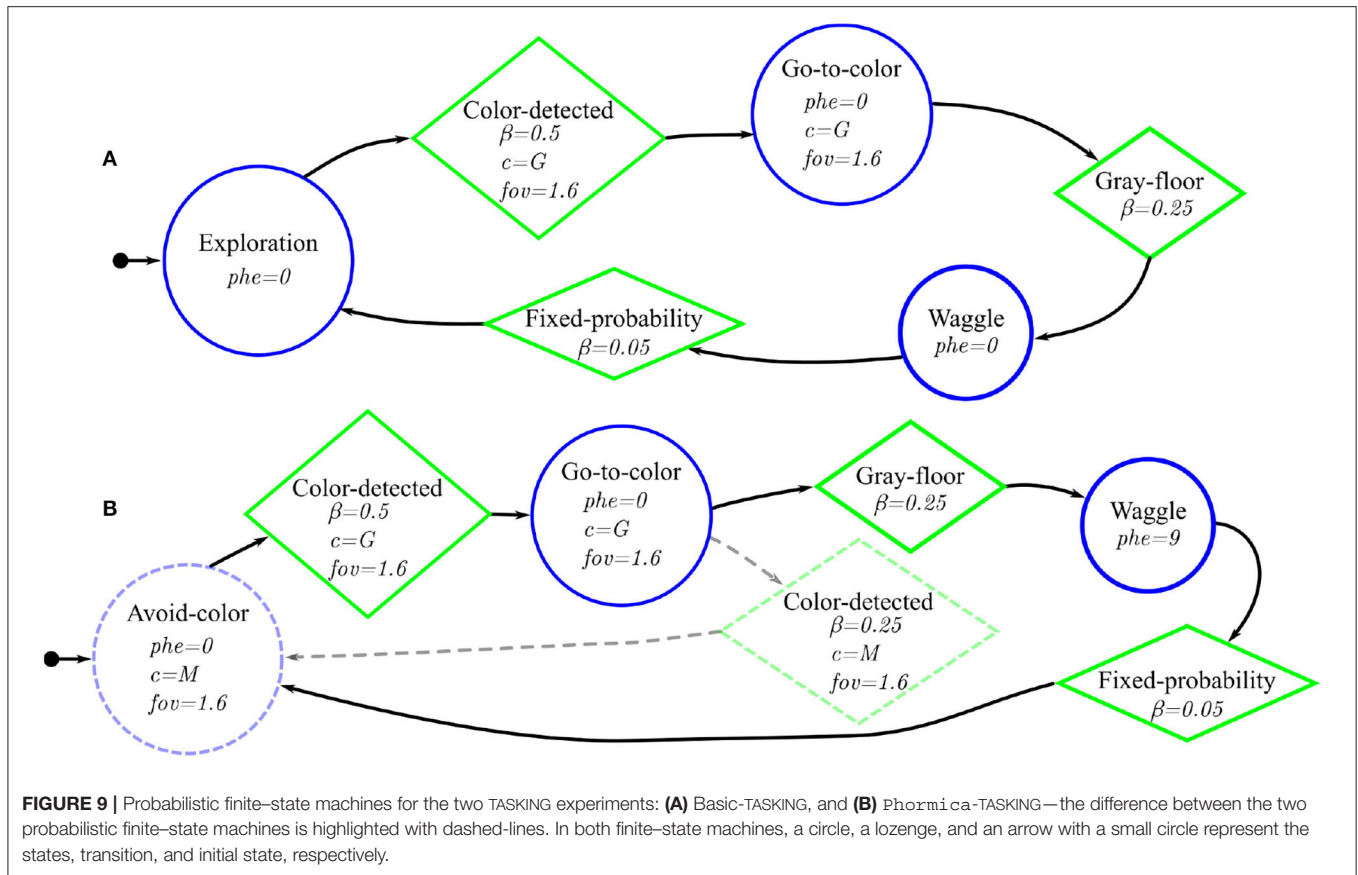 A
Exploration
phe=0
Color-detected
β=0.5
c=G
fov=1.6
Go-to-color
phe=0
c=G
fov=1.6
Gray-floor
β=0.25
Waggle
phe=0
Fixed-probability
β=0.05
B
Avoid-color
phe=0
c=M
fov=1.6
Color-detected
β=0.5
c=G
fov=1.6
Go-to-color
phe=0
c=G
fov=1.6
Gray-floor
β=0.25
Color-detected
β=0.25
c=M
fov=1.6
Waggle
phe=9
Fixed-probability
β=0.05
FIGURE 9 | Probabilistic finite–state machines for the two TASKING experiments: (A) Basic-TASKING, and (B) Phormica-TASKING—the difference between the two
probabilistic finite–state machines is highlighted with dashed-lines. In both finite–state machines, a circle, a lozenge, and an arrow with a small circle represent the
states, transition, and initial state, respectively.